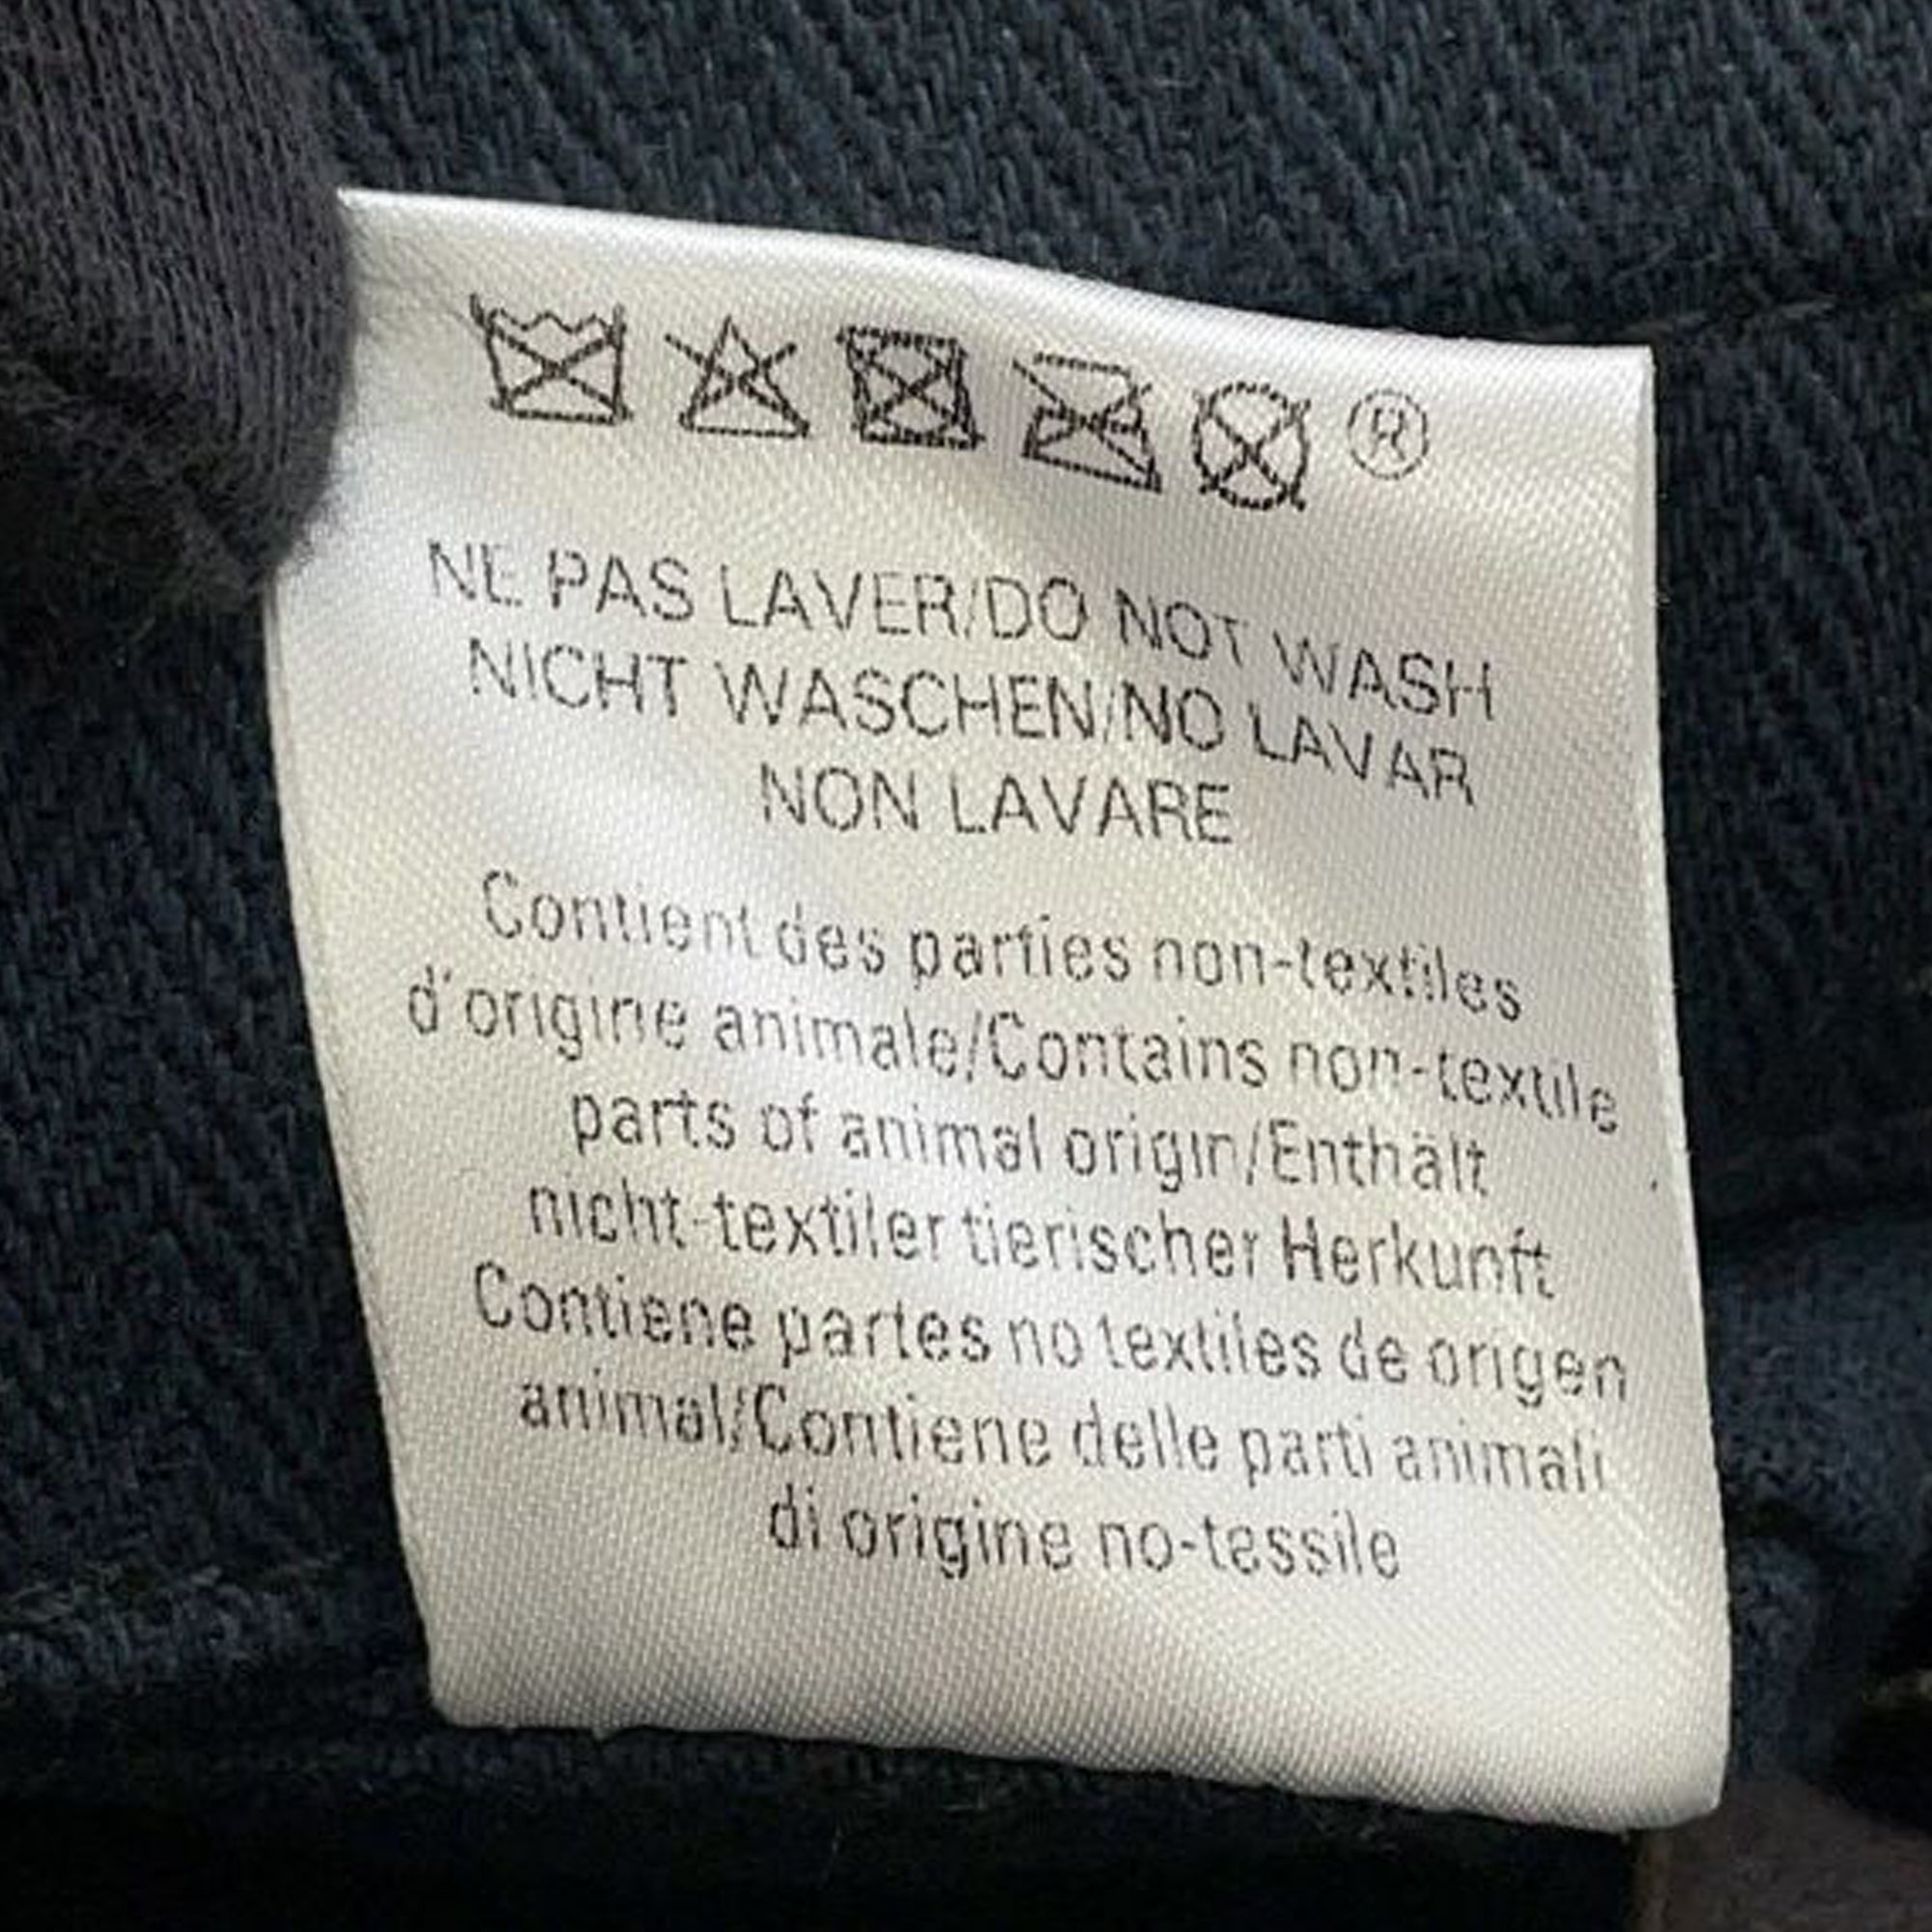 ®
NE PAS LAVER/DO NOT WASH
NICHT WASCHEN/NO LAVAR
NON LAVARE
Contient des parties non-textiles
d'origine animale/Contains non-textile
parts of animal origin/Enthält
nicht-textiler tierischer Herkunft
Contiene partes no textiles de origen
animal/Contiene delle parti animali
di origine no-tessile